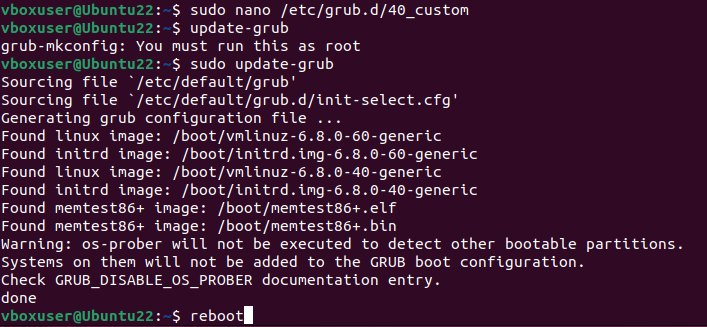 vboxuser@Ubuntu22:~$ sudo nano /etc/grub.d/40_custom
vboxuser@Ubuntu22:~$ update-grub
grub-mkconfig: You must run this as root
vboxuser@Ubuntu22:~$ sudo update-grub
Sourcing file `/etc/default/grub'
Sourcing file `/etc/default/grub.d/init-select.cfg'
Generating grub configuration file ...
Found linux image: /boot/vmlinuz-6.8.0-60-generic
Found initrd image: /boot/initrd.img-6.8.0-60-generic
Found linux image: /boot/vmlinuz-6.8.0-40-generic
Found initrd image: /boot/initrd.img-6.8.0-40-generic
Found memtest86+ image: /boot/memtest86+.elf
Found memtest86+ image: /boot/memtest86+.bin
Warning: os-prober will not be executed to detect other bootable partitions.
Systems on them will not be added to the GRUB boot configuration.
Check GRUB_DISABLE_OS_PROBER documentation entry.
done
vboxuser@Ubuntu22:~$ reboot